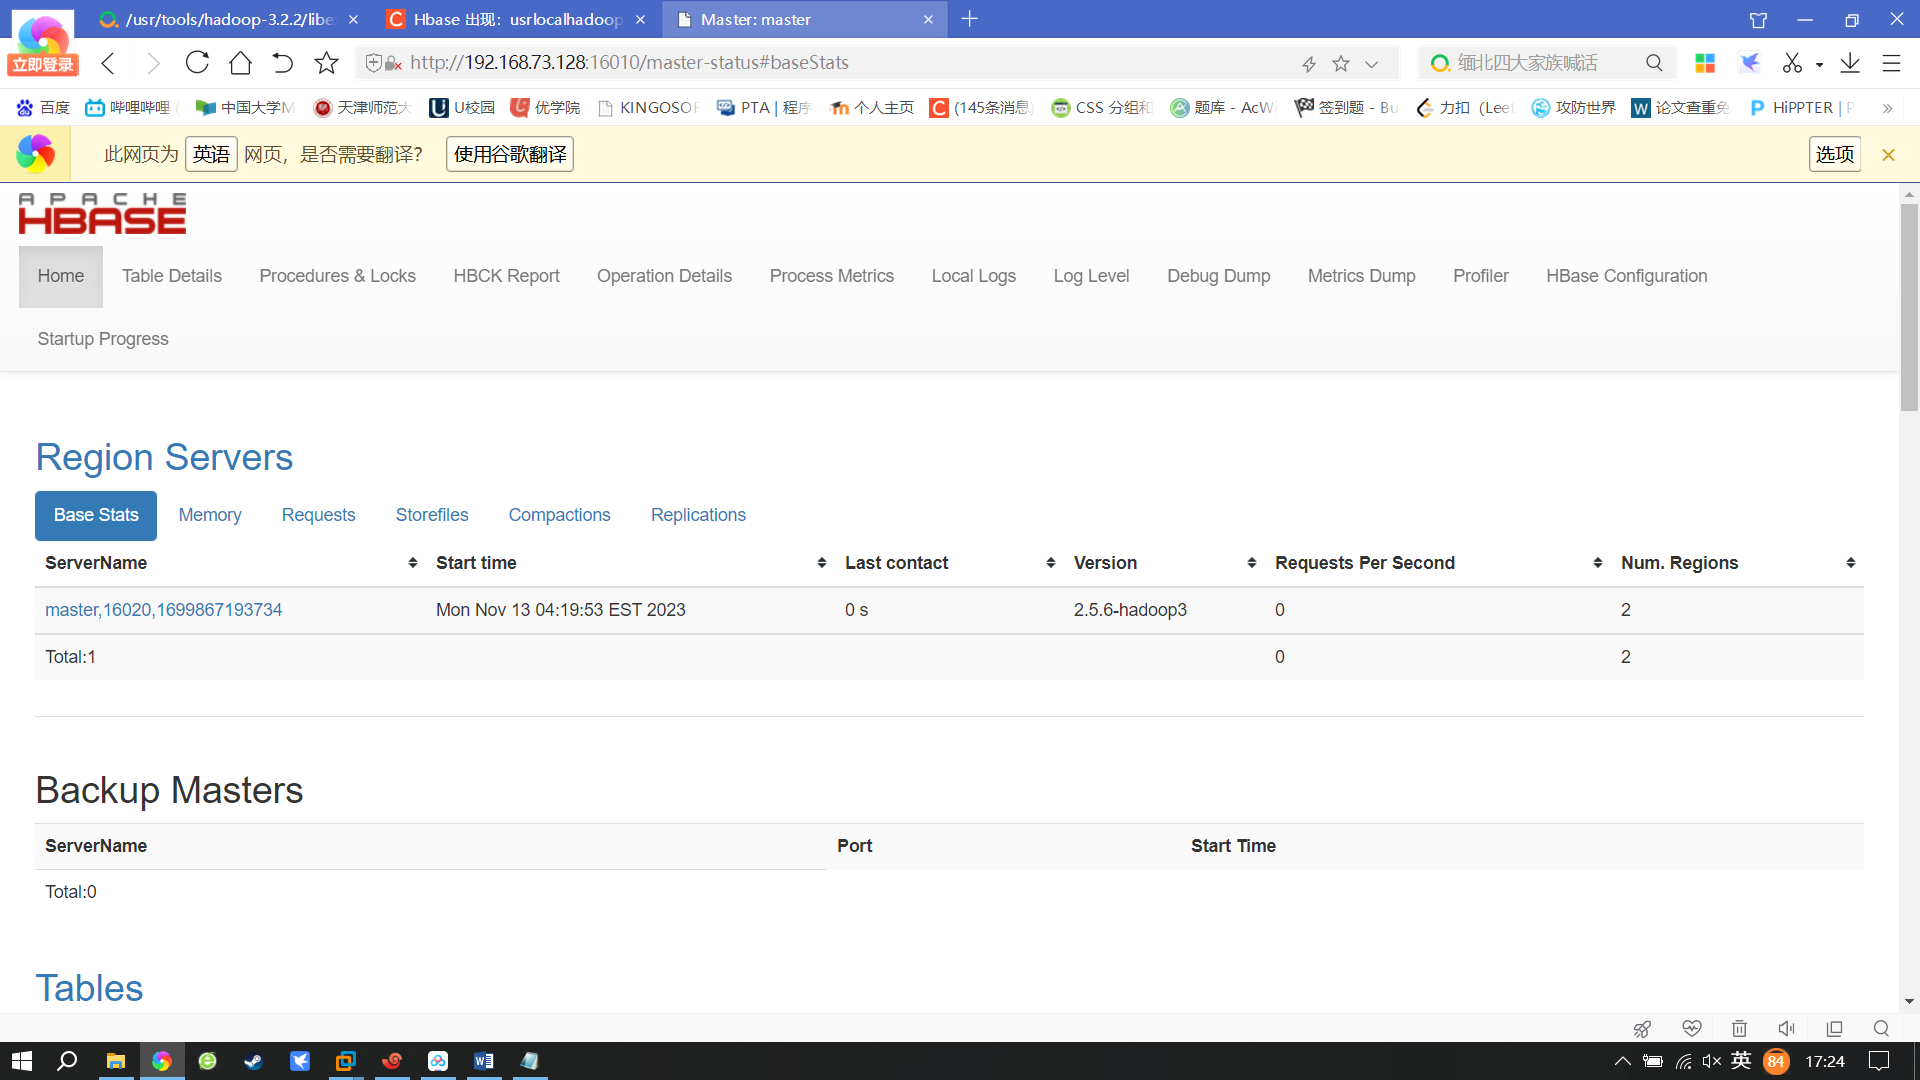 /usr/tools/hadoop-3.2.2/libe
Hbase 出现：usrlocalhadoop
Master: master
立即登录
http://192.168.73.128:16010/master-status#baseStats
缅北四大家族喊话
百度
哔哩哔哩 (
中国大学M
天津师范大
U校园
优学院
KINGOSOF
PTA | 程序
个人主页
(145条消息)
CSS 分组和
题库 - AcWi
签到题 - Bu
力扣（Leet
攻防世界
论文查重免
HiPPTER | P
此网页为 英语 网页，是否需要翻译？ 使用谷歌翻译
选项
APACHE
HBASE
Home
Table Details
Procedures & Locks
HBCK Report
Operation Details
Process Metrics
Local Logs
Log Level
Debug Dump
Metrics Dump
Profiler
HBase Configuration
Startup Progress
Region Servers
Base Stats
Memory
Requests
Storefiles
Compactions
Replications
ServerName Start time Last contact Version Requests Per Second Num. Regions
master,16020,1699867193734 Mon Nov 13 04:19:53 EST 2023 0 s 2.5.6-hadoop3 0 2
Total:1 0 2
Backup Masters
ServerName Port Start Time
Total:0
Tables
英
84
17:24